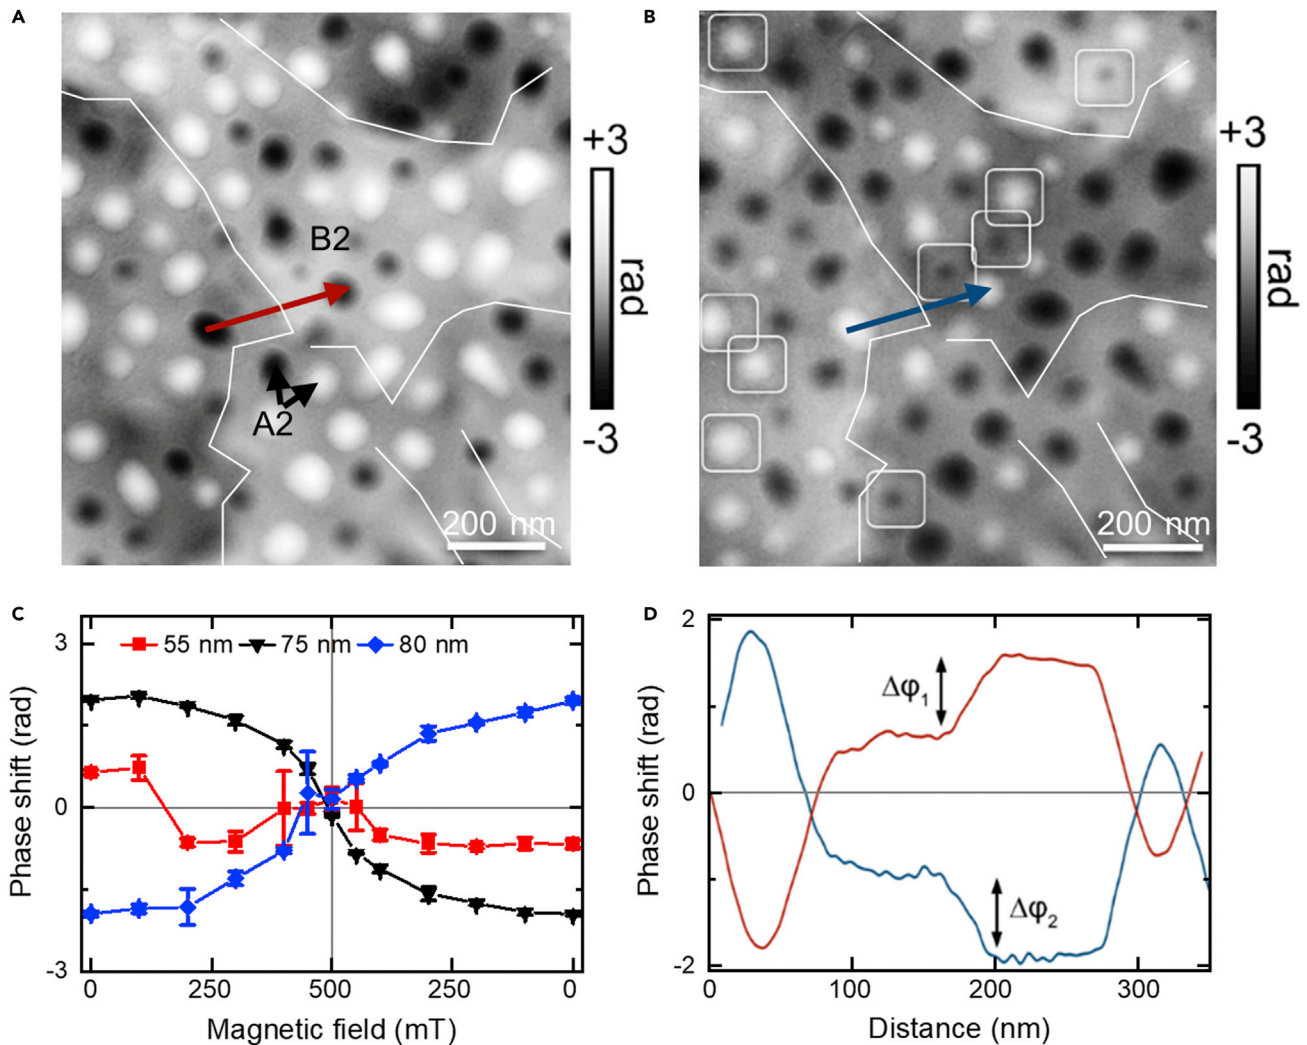 A
B
B2
A2
200 nm
+3
rad
-3
200 nm
+3
rad
-3
C
3
0
-3
Phase shift (rad)
55 nm 75 nm 80 nm
0 250 500 250 0
Magnetic field (mT)
D
2
0
-2
Phase shift (rad)
Δφ1
Δφ2
0 100 200 300
Distance (nm)